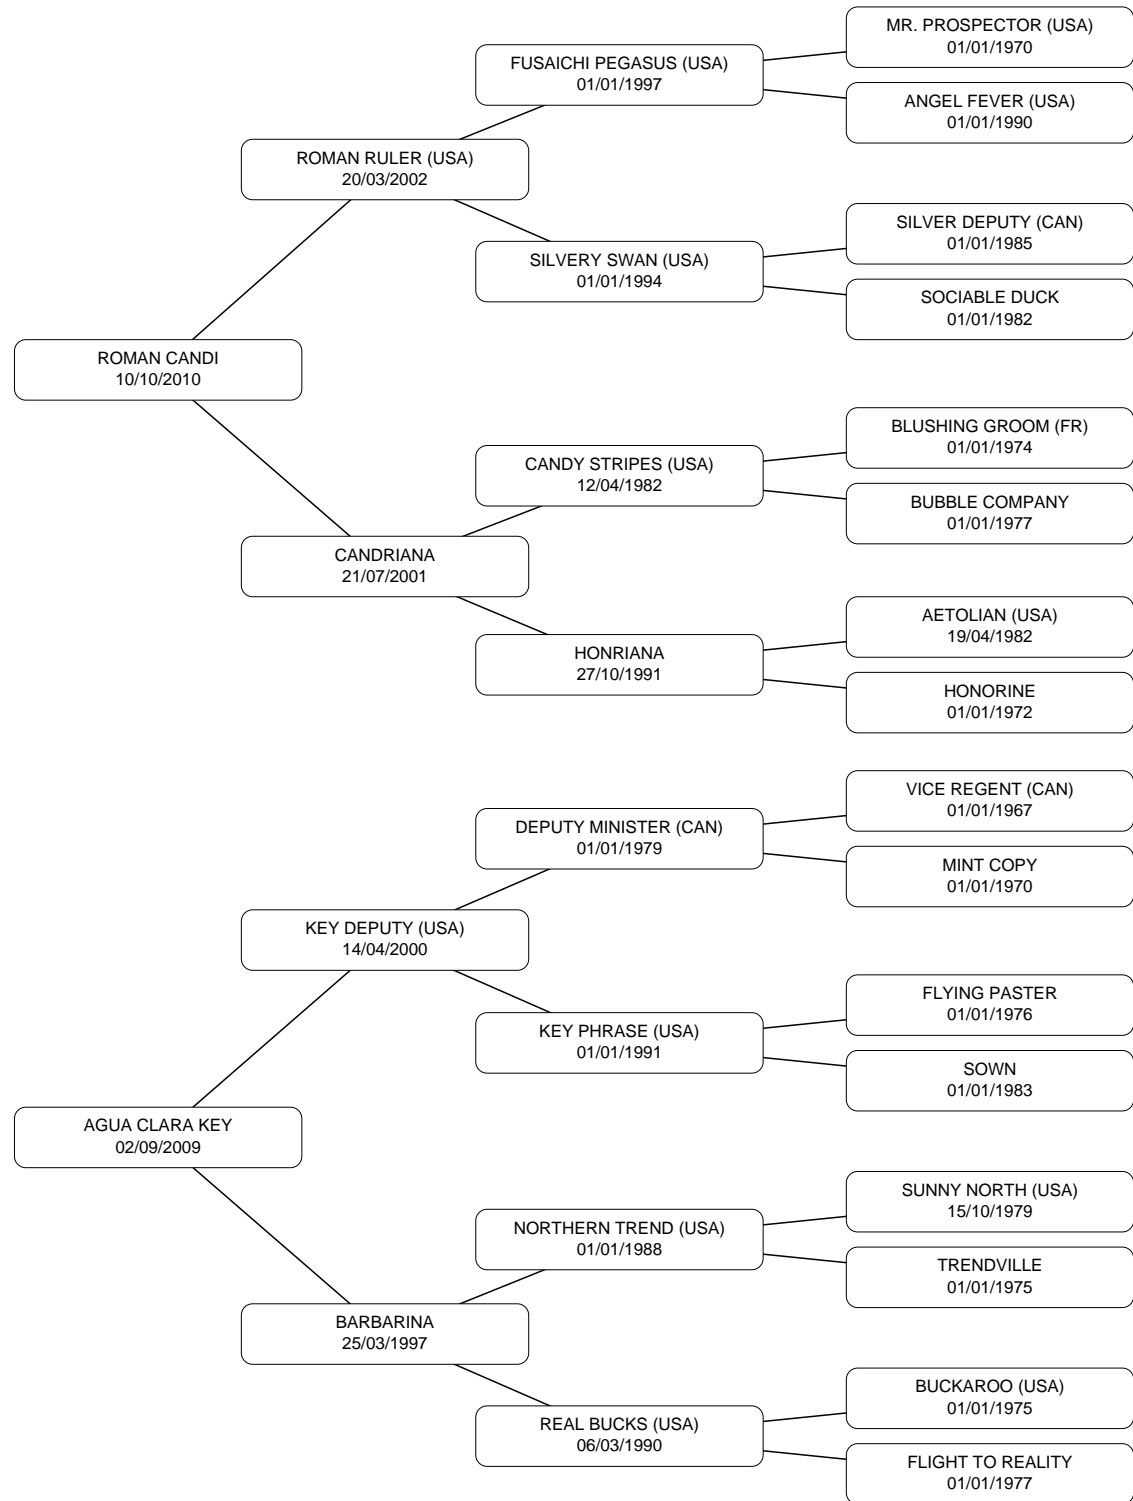 MR. PROSPECTOR (USA)
01/01/1970
FUSAICHI PEGASUS (USA)
01/01/1997
ANGEL FEVER (USA)
01/01/1990
ROMAN RULER (USA)
20/03/2002
SILVER DEPUTY (CAN)
01/01/1985
SILVERY SWAN (USA)
01/01/1994
SOCIABLE DUCK
01/01/1982
ROMAN CANDI
10/10/2010
BLUSHING GROOM (FR)
01/01/1974
CANDY STRIPES (USA)
12/04/1982
BUBBLE COMPANY
01/01/1977
CANDRIANA
21/07/2001
AETOLIAN (USA)
19/04/1982
HONRIANA
27/10/1991
HONORINE
01/01/1972
VICE REGENT (CAN)
01/01/1967
DEPUTY MINISTER (CAN)
01/01/1979
MINT COPY
01/01/1970
KEY DEPUTY (USA)
14/04/2000
FLYING PASTER
01/01/1976
KEY PHRASE (USA)
01/01/1991
SOWN
01/01/1983
AGUA CLARA KEY
02/09/2009
SUNNY NORTH (USA)
15/10/1979
NORTHERN TREND (USA)
01/01/1988
TRENDVILLE
01/01/1975
BARBARINA
25/03/1997
BUCKAROO (USA)
01/01/1975
REAL BUCKS (USA)
06/03/1990
FLIGHT TO REALITY
01/01/1977